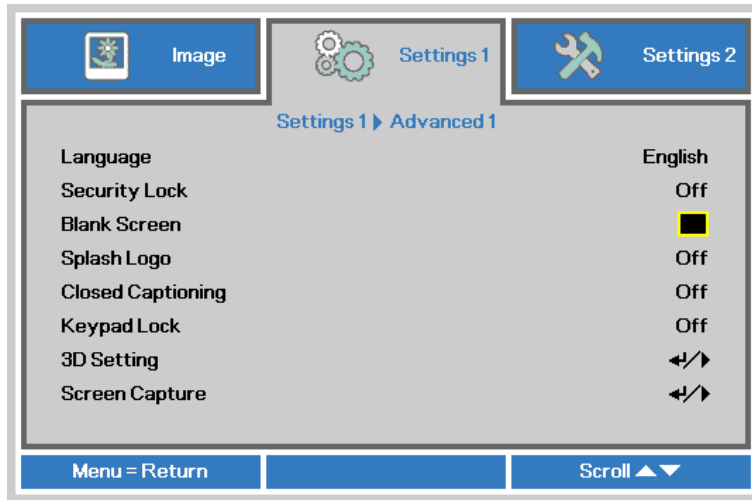 Image
Settings 1
Settings 2
Settings 1 Advanced 1
Language English
Security Lock Off
Blank Screen
Splash Logo Off
Closed Captioning Off
Keypad Lock Off
3D Setting
Screen Capture
Menu = Return
Scroll